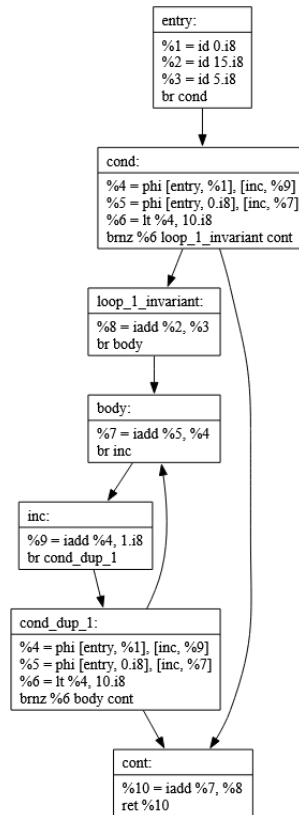 entry:
%1 = id 0.i8
%2 = id 15.i8
%3 = id 5.i8
br cond
cond:
%4 = phi [entry, %1], [inc, %9]
%5 = phi [entry, 0.i8], [inc, %7]
%6 = lt %4, 10.i8
brnz %6 loop_1_invariant cont
loop_1_invariant:
%8 = iadd %2, %3
br body
body:
%7 = iadd %5, %4
br inc
inc:
%9 = iadd %4, 1.i8
br cond_dup_1
cond_dup_1:
%4 = phi [entry, %1], [inc, %9]
%5 = phi [entry, 0.i8], [inc, %7]
%6 = lt %4, 10.i8
brnz %6 body cont
cont:
%10 = iadd %7, %8
ret %10